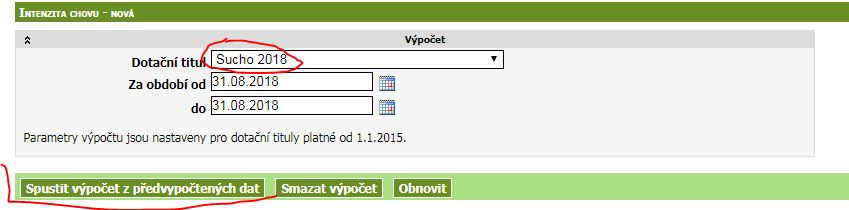 Intenzita chovu - nová
Výpočet
Dotační titul Sucho 2018
Za období od 31.08.2018
do 31.08.2018
Parametry výpočtu jsou nastaveny pro dotační tituly platné od 1.1.2015.
Spustit výpočet z předvypočtených dat Smazat výpočet Obnovit